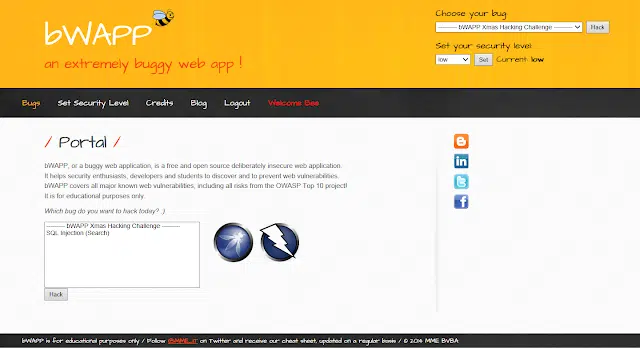 bWAPP
an extremely buggy web app !
Choose your bug:
--------- bWAPP Xmas Hacking Challenge --------- Hack
Set your security level:
low Set Current: low
Bugs Set Security Level Credits Blog Logout Welcome Bee
/ Portal /
bWAPP, or a buggy web application, is a free and open source deliberately insecure web application.
It helps security enthusiasts, developers and students to discover and to prevent web vulnerabilities.
bWAPP covers all major known web vulnerabilities, including all risks from the OWASP Top 10 project!
It is for educational purposes only.
Which bug do you want to hack today? :)
--------- bWAPP Xmas Hacking Challenge ---------
SQL Injection (Search)
Hack
bWAPP is for educational purposes only / Follow @MME_IT on Twitter and receive our cheat sheet, updated on a regular basis / © 2014 MME BVBA